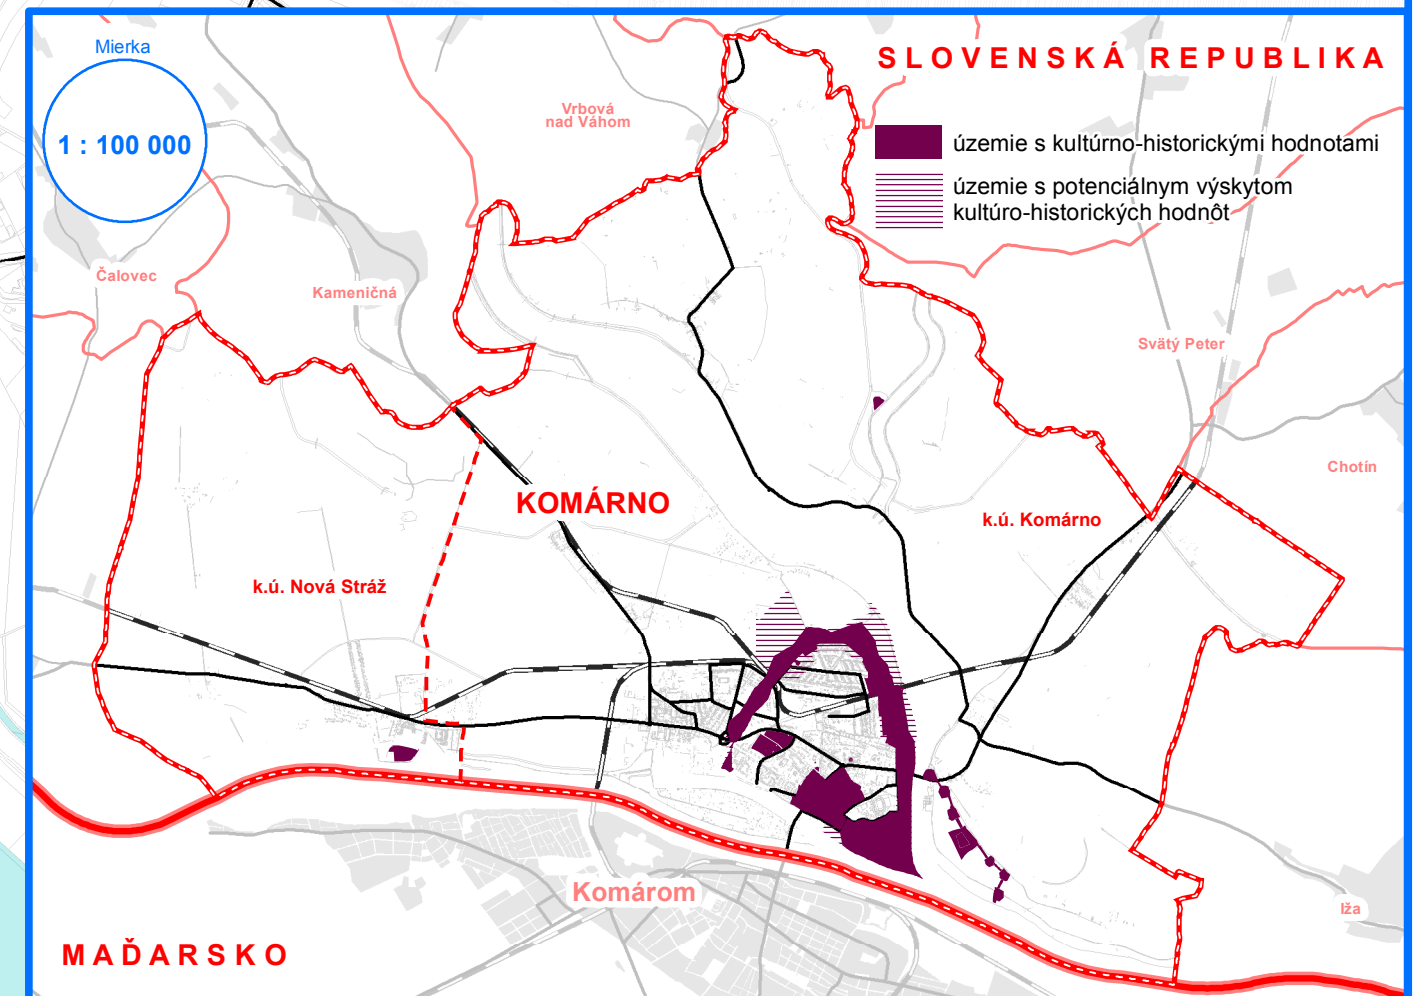 Mierka
1 : 100 000
SLOVENSKÁ REPUBLIKA
územie s kultúrno-historickými hodnotami
územie s potenciálnym výskytom
kultúro-historických hodnôt
Vrbová
nad Váhom
Čalovec
Kameničná
Svätý Peter
Chotín
KOMÁRNO
k.ú. Komárno
k.ú. Nová Stráž
Komárom
Iža
MAĎARSKO